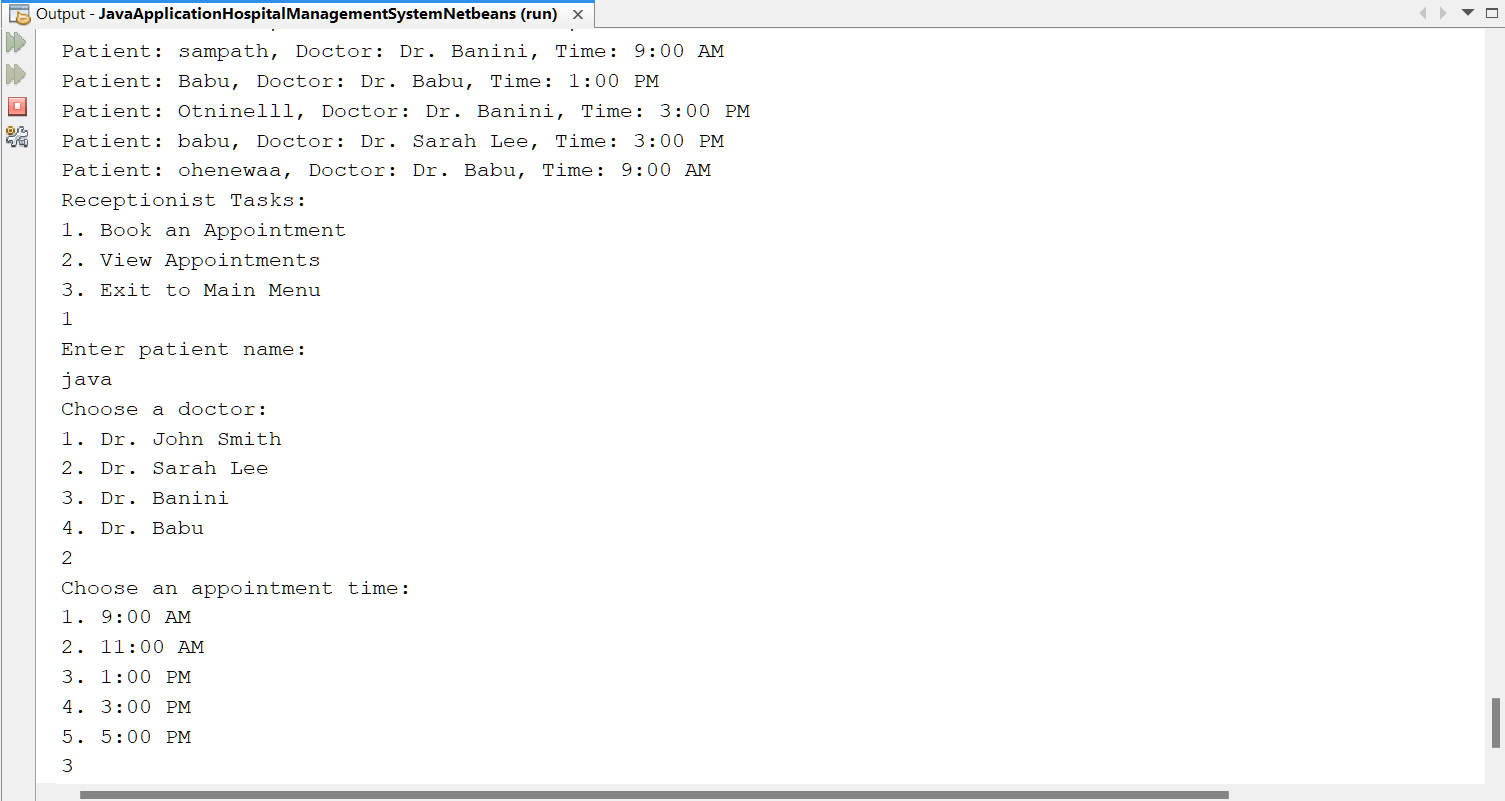 Output - JavaApplicationHospitalManagementSystemNetbeans (run)
Patient: sampath, Doctor: Dr. Banini, Time: 9:00 AM
Patient: Babu, Doctor: Dr. Babu, Time: 1:00 PM
Patient: Otninelll, Doctor: Dr. Banini, Time: 3:00 PM
Patient: babu, Doctor: Dr. Sarah Lee, Time: 3:00 PM
Patient: ohenewaa, Doctor: Dr. Babu, Time: 9:00 AM
Receptionist Tasks:
1. Book an Appointment
2. View Appointments
3. Exit to Main Menu
1
Enter patient name:
java
Choose a doctor:
1. Dr. John Smith
2. Dr. Sarah Lee
3. Dr. Banini
4. Dr. Babu
2
Choose an appointment time:
1. 9:00 AM
2. 11:00 AM
3. 1:00 PM
4. 3:00 PM
5. 5:00 PM
3